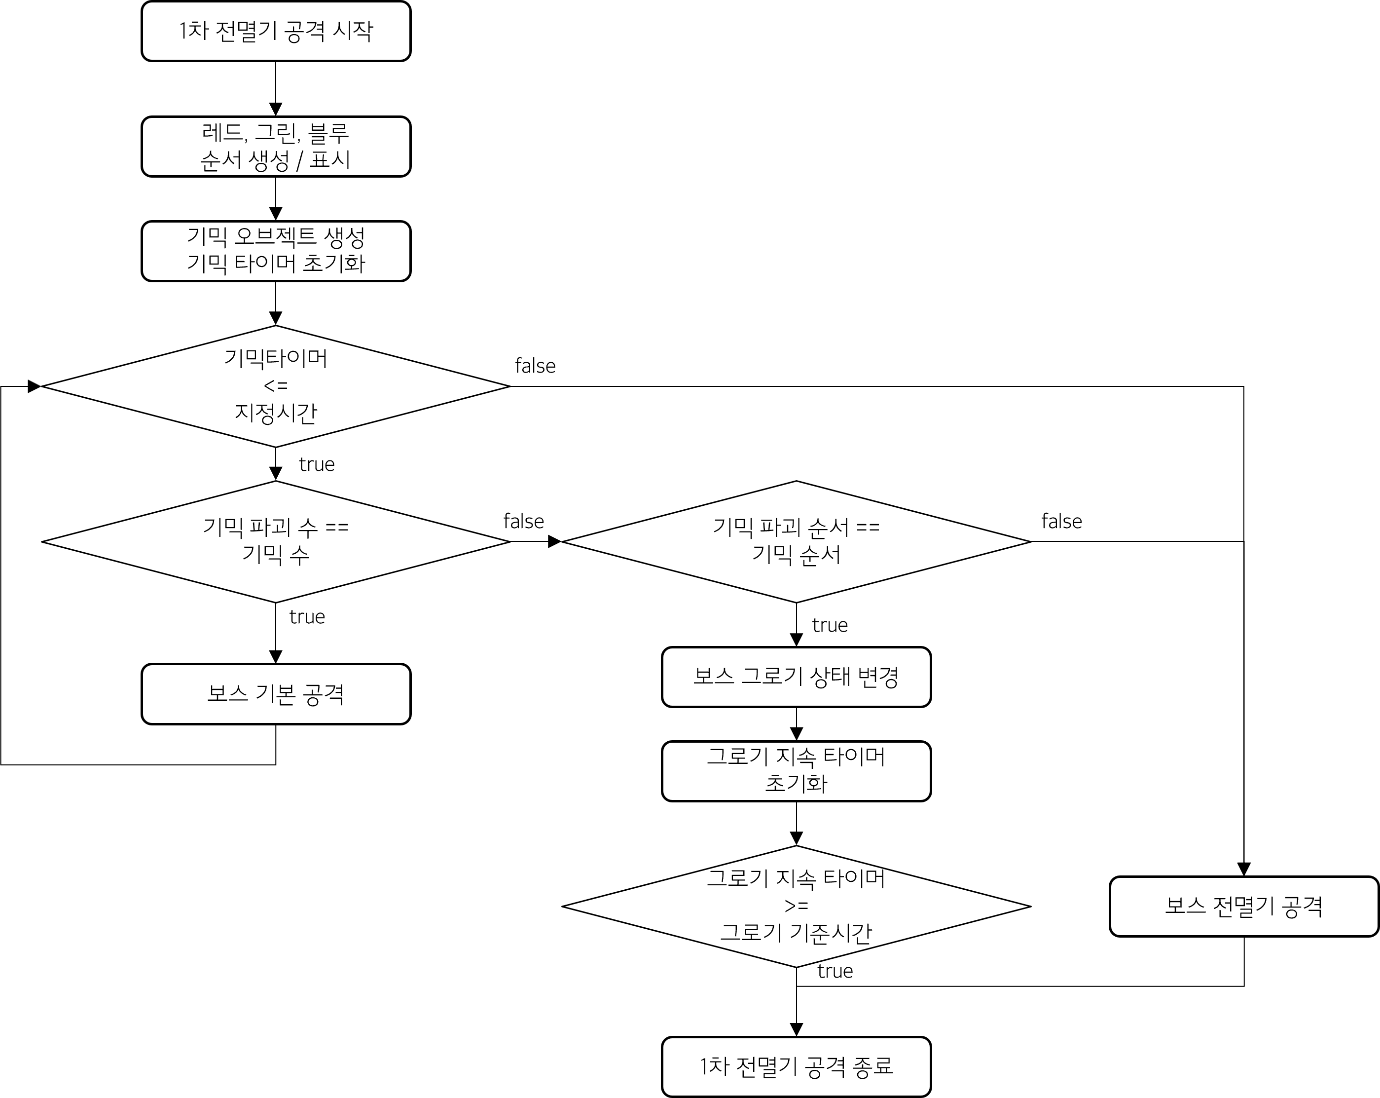 1차 전멸기 공격 시작
레드, 그린, 블루
순서 생성 / 표시
기믹 오브젝트 생성
기믹 타이머 초기화
기믹타이머
<=
지정시간
false
true
기믹 파괴 수 ==
기믹 수
false
기믹 파괴 순서 ==
기믹 순서
false
true
true
보스 기본 공격
보스 그로기 상태 변경
그로기 지속 타이머
초기화
그로기 지속 타이머
>=
그로기 기준시간
보스 전멸기 공격
true
1차 전멸기 공격 종료